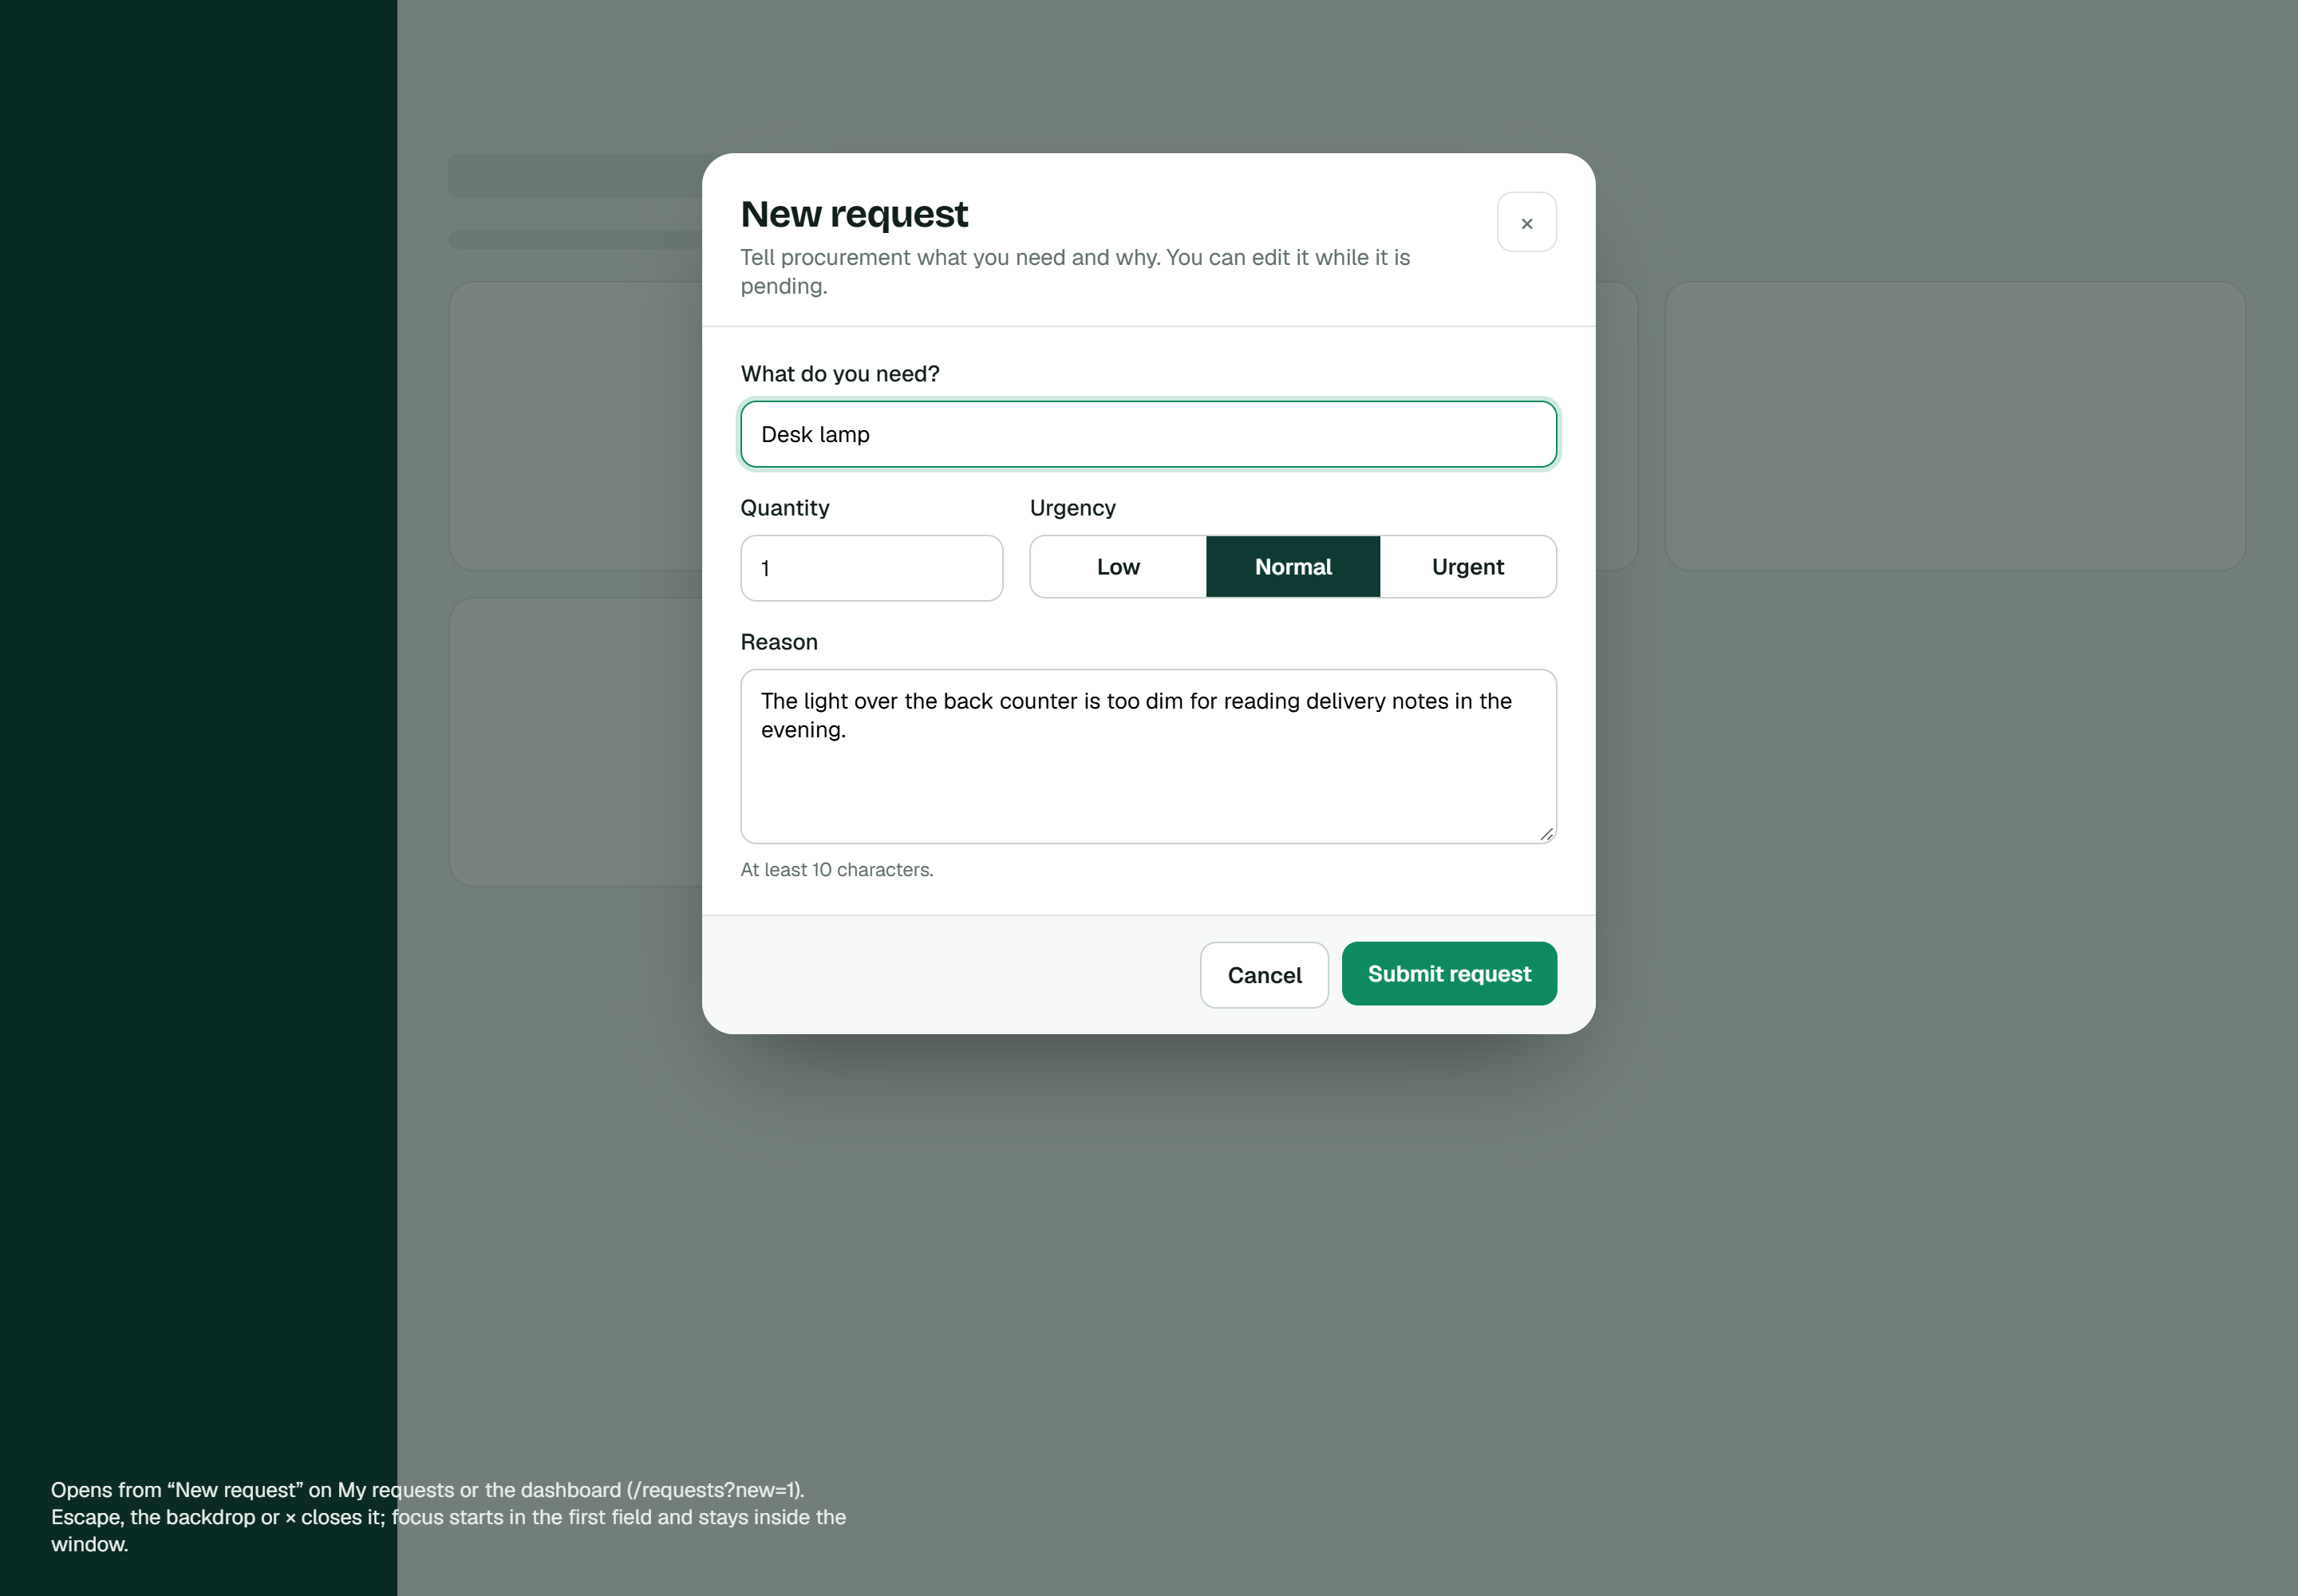 New request
×
Tell procurement what you need and why. You can edit it while it is
pending.
What do you need?
Desk lamp
Quantity
Urgency
1
Low
Normal
Urgent
Reason
The light over the back counter is too dim for reading delivery notes in the
evening.
At least 10 characters.
Cancel
Submit request
Opens from “New request” on My requests or the dashboard (/requests?new=1).
Escape, the backdrop or × closes it; focus starts in the first field and stays inside the
window.